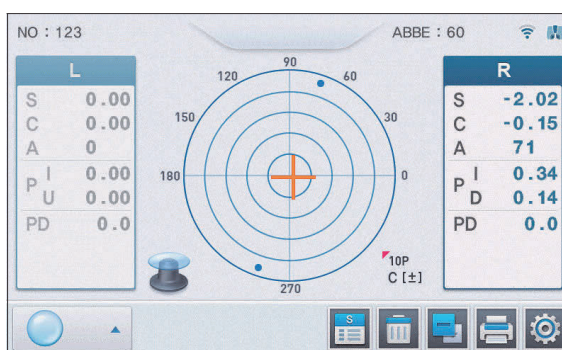 NO : 123
ABBE : 60
L
S 0.00
C 0.00
A 0
P I 0.00
U 0.00
PD 0.0
90
120
60
150
30
180
0
270
10P
C [±]
R
S -2.02
C -0.15
A 71
P I 0.34
D 0.14
PD 0.0
S